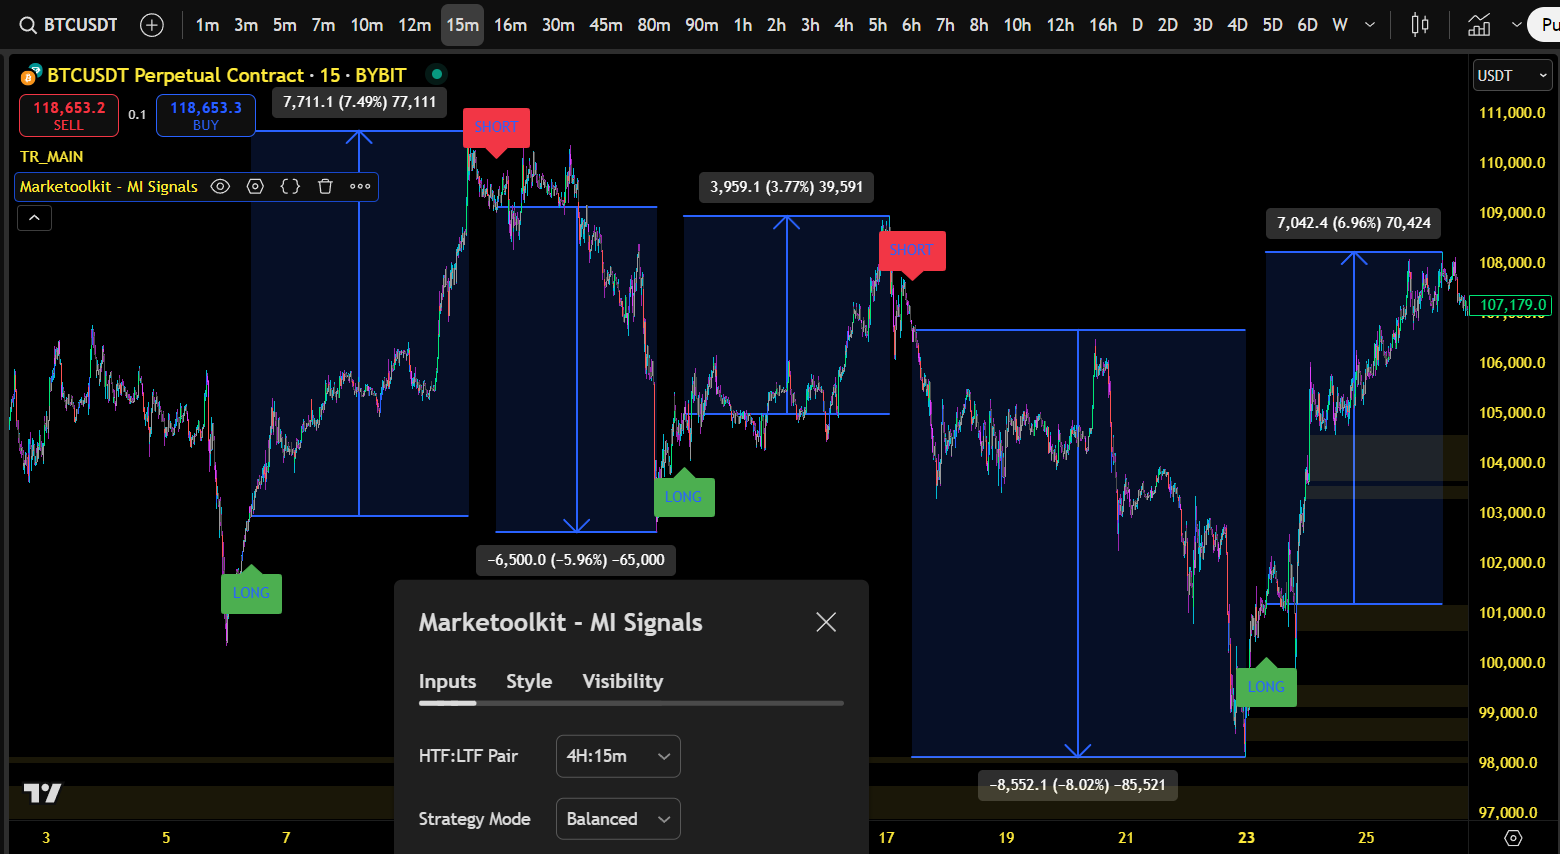 BTCUSDT 1m 3m 5m 7m 10m 12m 15m 16m 30m 45m 80m 90m 1h 2h 3h 4h 5h 6h 7h 8h 10h 12h 16h D 2D 3D 4D 5D 6D W Pu
BTCUSDT Perpetual Contract · 15 · BYBIT
USDT
118,653.2
SELL
0.1
118,653.3
BUY
TR_MAIN
Marketoolkit - MI Signals
7,711.1 (7.49%) 77,111
SHORT
3,959.1 (3.77%) 39,591
SHORT
7,042.4 (6.96%) 70,424
LONG
−6,500.0 (−5.96%) −65,000
LONG
LONG
−8,552.1 (−8.02%) −85,521
111,000.0
110,000.0
109,000.0
108,000.0
107,179.0
106,000.0
105,000.0
104,000.0
103,000.0
102,000.0
101,000.0
100,000.0
99,000.0
98,000.0
97,000.0
Marketoolkit - MI Signals
Inputs Style Visibility
HTF:LTF Pair 4H:15m
Strategy Mode Balanced
3 5 7 17 19 21 23 25